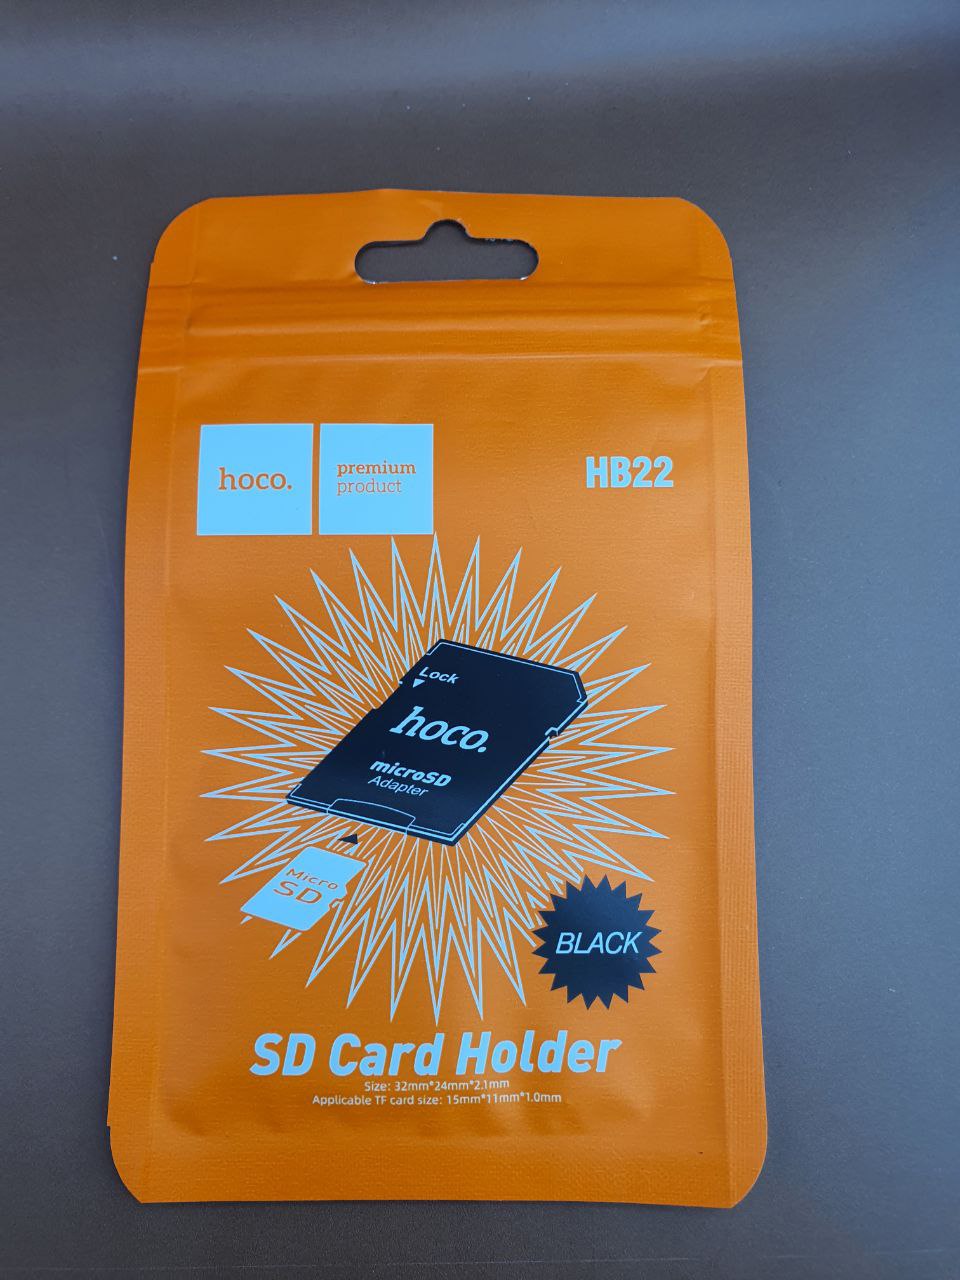 hoco.
premium
product
HB22
Lock
hoco.
microSD
Adapter
Micro
SD
BLACK
SD Card Holder
Size: 32mm*24mm*2.1mm
Applicable TF card size: 15mm*11mm*1.0mm